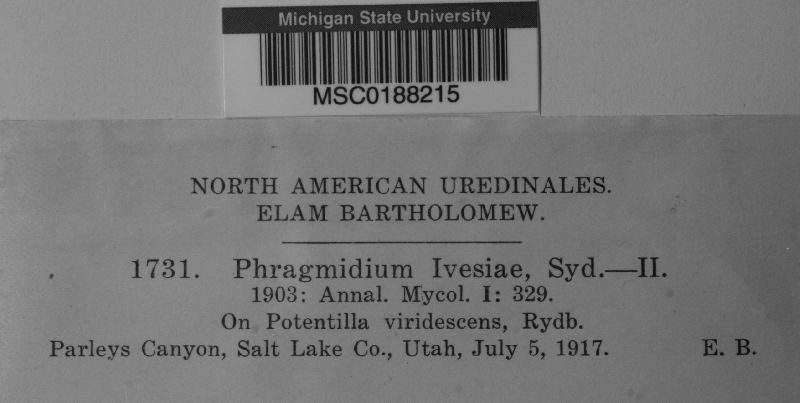 Michigan State University
MSC0188215
NORTH AMERICAN UREDINALES.
ELAM BARTHOLOMEW.
1731. Phragmidium Ivesiae, Syd.—II.
1903: Annal. Mycol. I: 329.
On Potentilla viridescens, Rydb.
Parleys Canyon, Salt Lake Co., Utah, July 5, 1917. E. B.